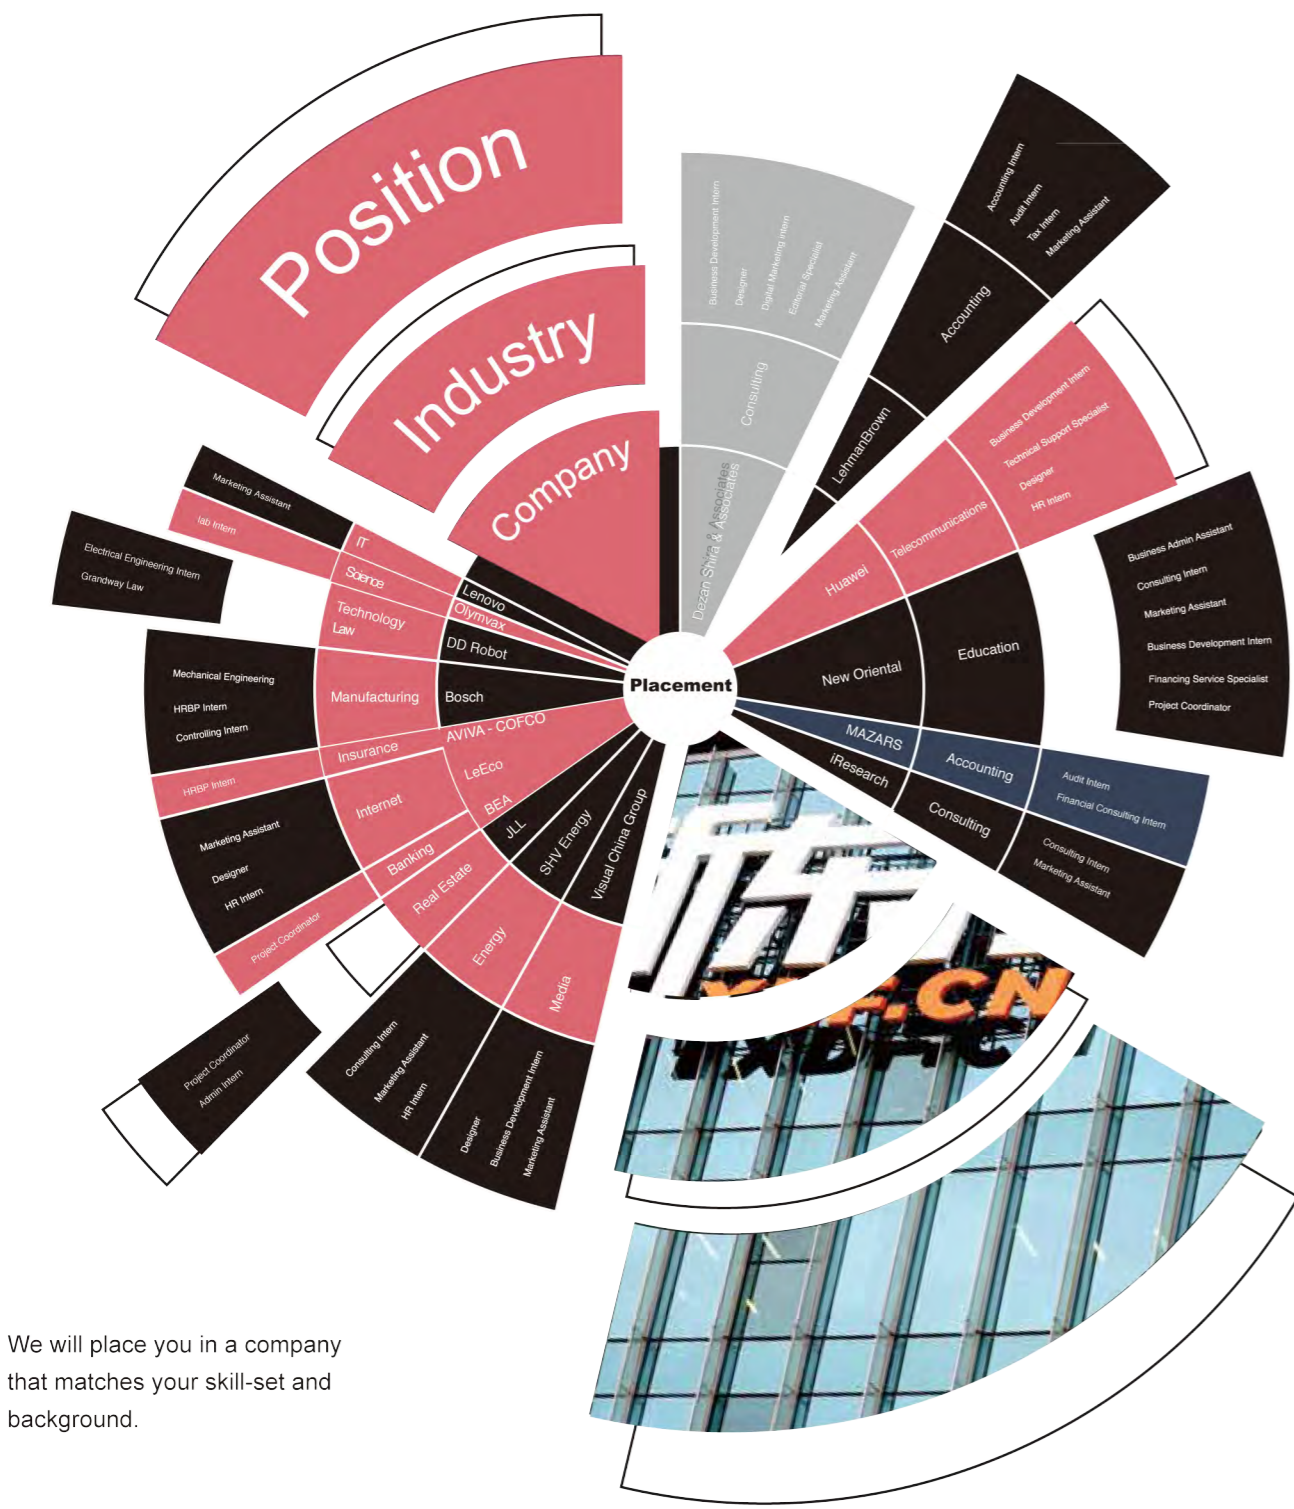 Position
Industry
Company
Business Development Intern
Designer
Digital Marketing intern
Editorial Specialist
Marketing Assistant
Consulting
Dezan Shira & Associates
Accounting Intern
Audit Intern
Tax Intern
Marketing Assistant
Accounting
LehmanBrown
Business Development Intern
Technical Support Specialist
Designer
HR Intern
Telecommunications
Huawei
Business Admin Assistant
Consulting Intern
Marketing Assistant
Business Development Intern
Financing Service Specialist
Project Coordinator
Education
New Oriental
MAZARS
Accounting
Audit Intern
Financial Consulting Intern
iResearch
Consulting
Consulting Intern
Marketing Assistant
Placement
Marketing Assistant
IT
Lenovo
lab Intern
Science
Olymvax
Electrical Engineering Intern
Grandway Law
Technology
Law
DD Robot
Mechanical Engineering
HRBP Intern
Controlling Intern
Manufacturing
Bosch
HRBP Intern
Insurance
AVIVA - COFCO
Marketing Assistant
Designer
HR Intern
Internet
LeEco
Project Coordinator
Banking
BEA
Project Coordinator
Admin Intern
Real Estate
JLL
Consulting Intern
Marketing Assistant
HR Intern
Energy
SHV Energy
Designer
Business Development Intern
Marketing Assistant
Media
Visual China Group
.CN
We will place you in a company
that matches your skill-set and
background.